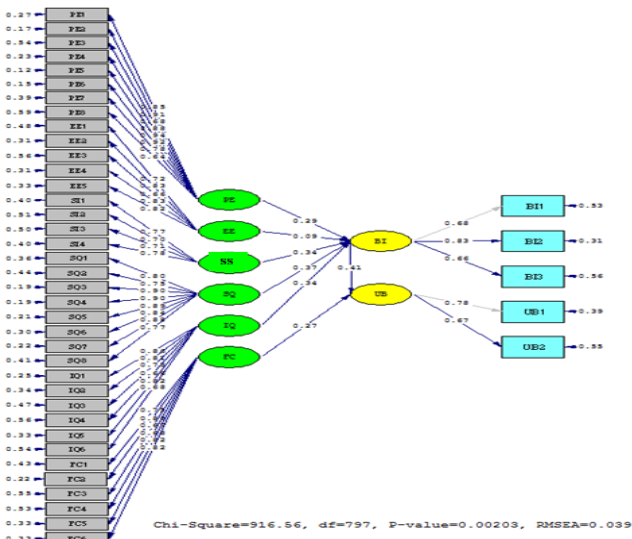 0.27 PE1
0.17 PE2
0.54 PE3
0.23 PE4
0.12 PE5
0.15 PE6
0.39 PE7
0.59 PE8
0.48 EE1
0.31 EE2
0.56 EE3
0.31 EE4
0.33 EE5
0.40 SI1
0.51 SI2
0.50 SI3
0.40 SI4
0.36 SQ1
0.44 SQ2
0.19 SQ3
0.19 SQ4
0.21 SQ5
0.30 SQ6
0.22 SQ7
0.41 SQ8
0.25 IQ1
0.34 IQ2
0.47 IQ3
0.56 IQ4
0.33 IQ5
0.54 IQ6
0.43 FC1
0.22 FC2
0.55 FC3
0.53 FC4
0.33 FC5
0.64
0.72
0.82
0.77
0.78
0.80
0.77
0.68
0.82
PE
EE
SS
SQ
IQ
FC
0.29
0.09
0.34
0.37
0.34
0.27
BI
0.41
UB
0.68
0.83
0.66
0.78
0.67
BI1 0.53
BI2 0.31
BI3 0.56
UB1 0.39
UB2 0.55
Chi-Square=916.56, df=797, P-value=0.00203, RMSEA=0.039